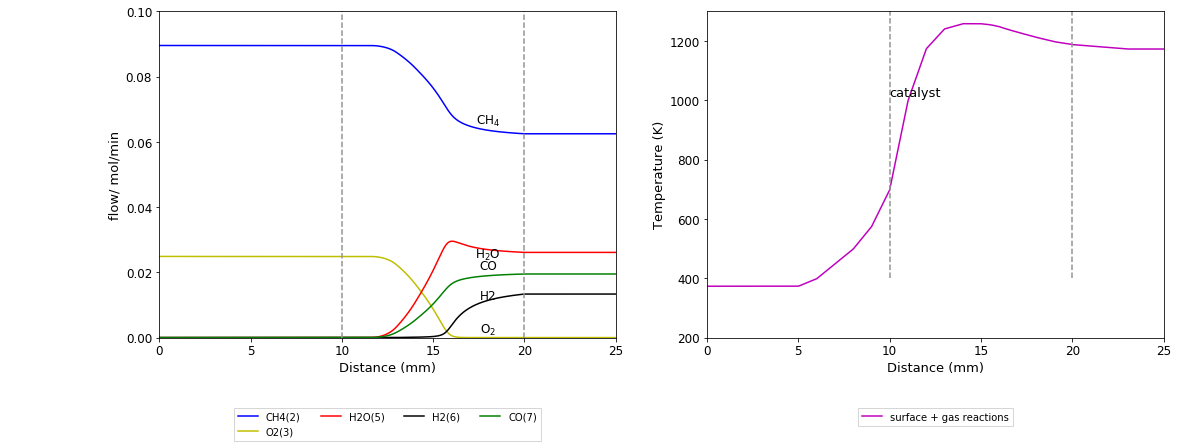 0.10
0.08
0.06
0.04
0.02
0.00
flow/ mol/min
CH4
H2O
CO
H2
O2
0 5 10 15 20 25
Distance (mm)
CH4(2) H2O(5) H2(6) CO(7)
O2(3)
1200
1000
800
600
400
200
Temperature (K)
catalyst
0 5 10 15 20 25
Distance (mm)
surface + gas reactions